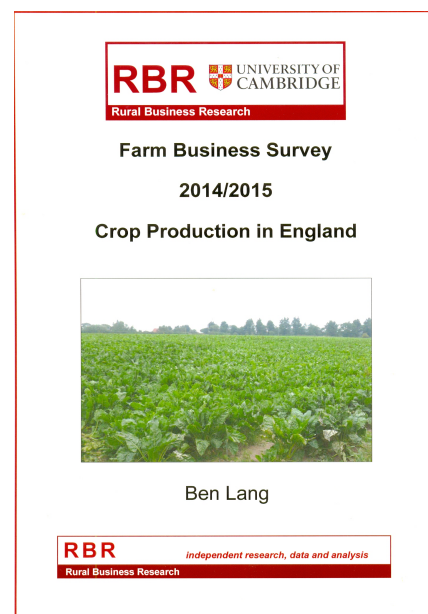 RBR
UNIVERSITY OF
CAMBRIDGE
Rural Business Research
Farm Business Survey
2014/2015
Crop Production in England
Ben Lang
RBR
independent research, data and analysis
Rural Business Research